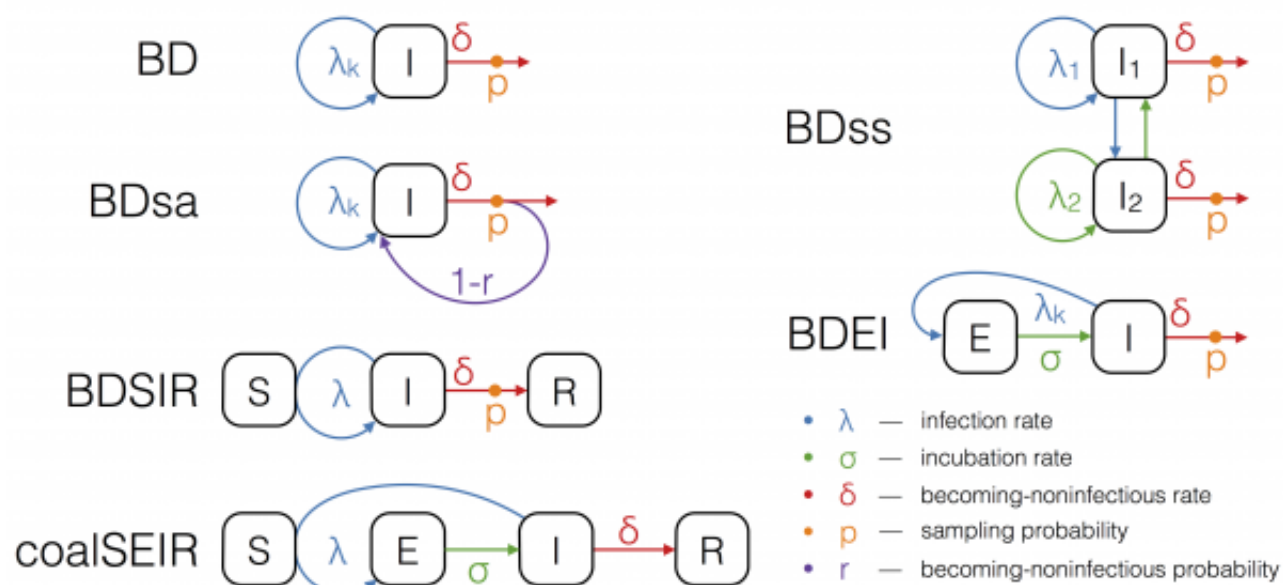 BD λk I δ p
BDsa λk I δ p
1-r
BDSIR S λ I δ p R
coalSEIR S λ E σ I δ R
BDss λ1 I1 δ p
λ2 I2 δ p
BDEI E λk σ I δ p
• λ — infection rate
• σ — incubation rate
• δ — becoming-noninfectious rate
• p — sampling probability
• r — becoming-noninfectious probability